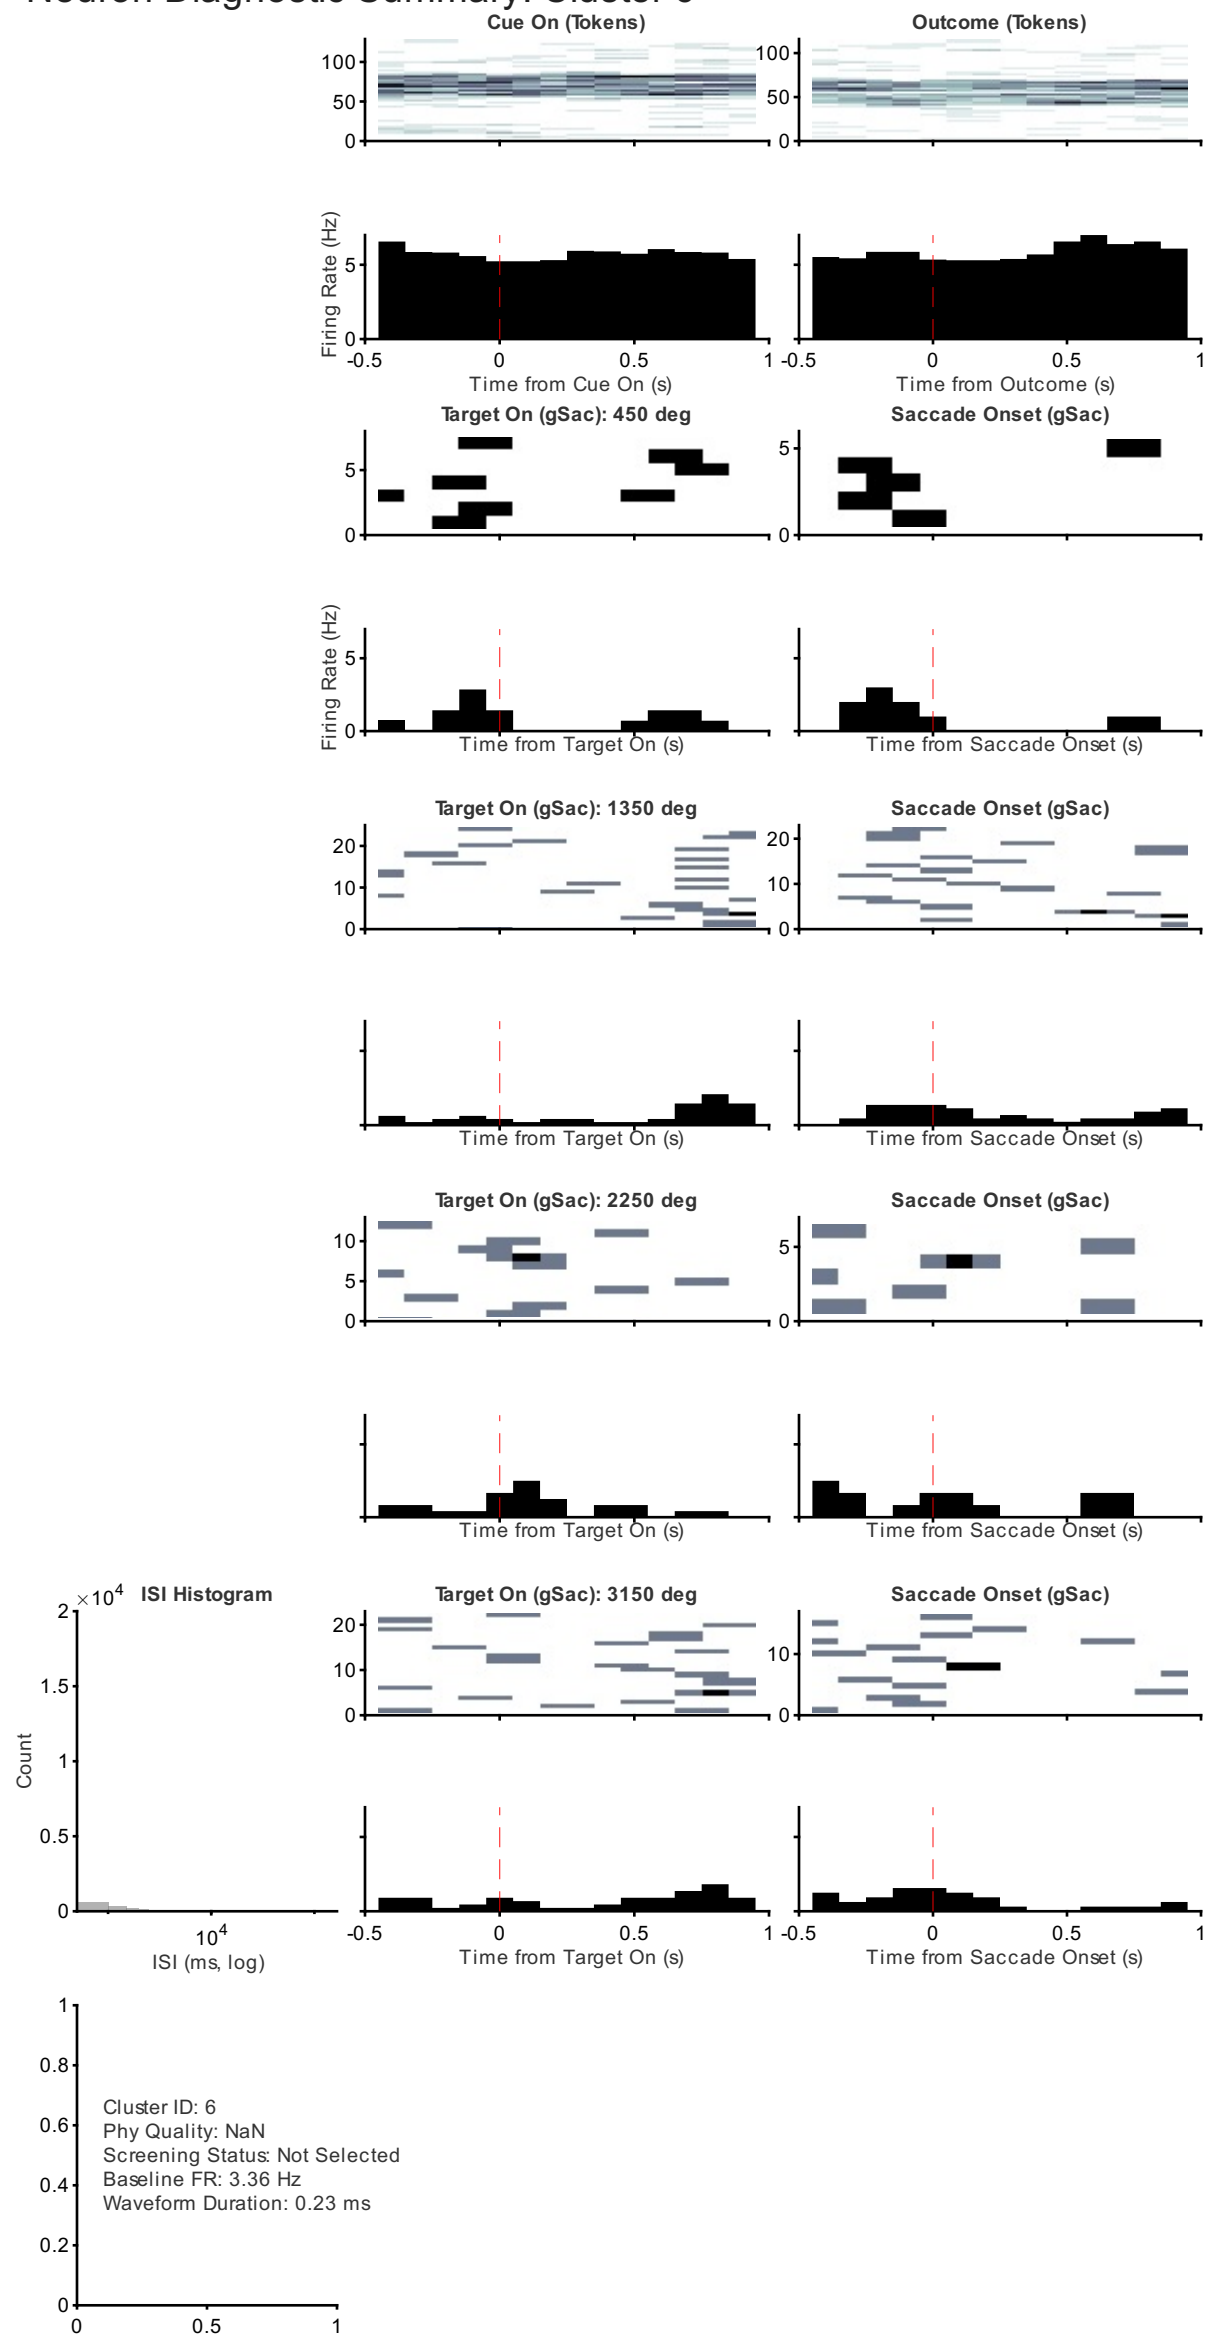 Cue On (Tokens)
Outcome (Tokens)
100
50
0
100
50
0
Firing Rate (Hz)
5
0
-0.5
0
0.5
1
-0.5
0
0.5
1
Time from Cue On (s)
Time from Outcome (s)
Target On (gSac): 450 deg
Saccade Onset (gSac)
5
0
5
0
Firing Rate (Hz)
5
0
Time from Target On (s)
Time from Saccade Onset (s)
Target On (gSac): 1350 deg
Saccade Onset (gSac)
20
10
0
20
10
0
Time from Target On (s)
Time from Saccade Onset (s)
Target On (gSac): 2250 deg
Saccade Onset (gSac)
10
5
0
5
0
Time from Target On (s)
Time from Saccade Onset (s)
×10⁴
ISI Histogram
2
1.5
1
0.5
0
Count
10⁴
ISI (ms, log)
Target On (gSac): 3150 deg
Saccade Onset (gSac)
20
10
0
10
0
-0.5
0
0.5
1
-0.5
0
0.5
1
Time from Target On (s)
Time from Saccade Onset (s)
1
0.8
0.6
0.4
0.2
0
0
0.5
1
Cluster ID: 6
Phy Quality: NaN
Screening Status: Not Selected
Baseline FR: 3.36 Hz
Waveform Duration: 0.23 ms